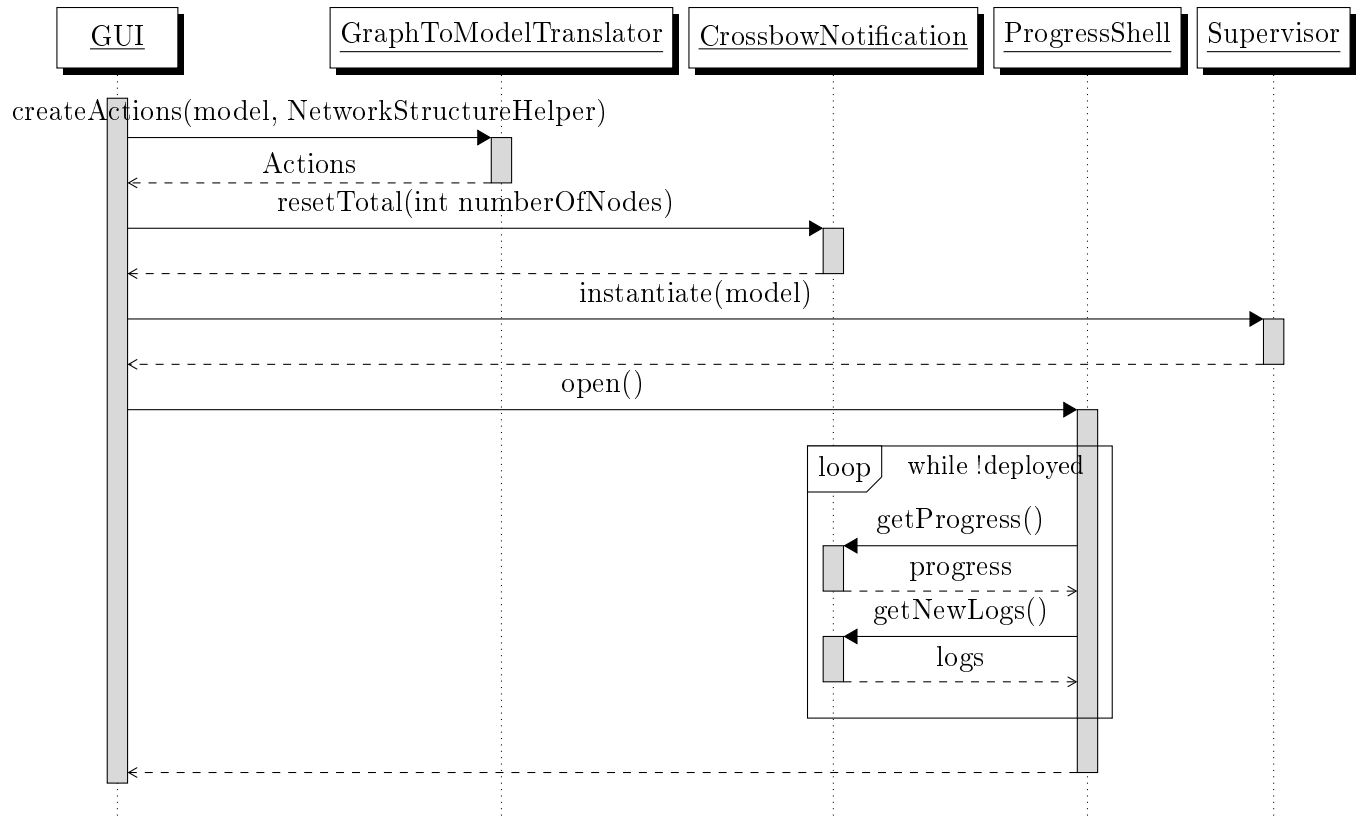 GUI
GraphToModelTranslator
CrossbowNotification
ProgressShell
Supervisor
createActions(model, NetworkStructureHelper)
Actions
resetTotal(int numberOfNodes)
instantiate(model)
open()
loop
while !deployed
getProgress()
progress
getNewLogs()
logs